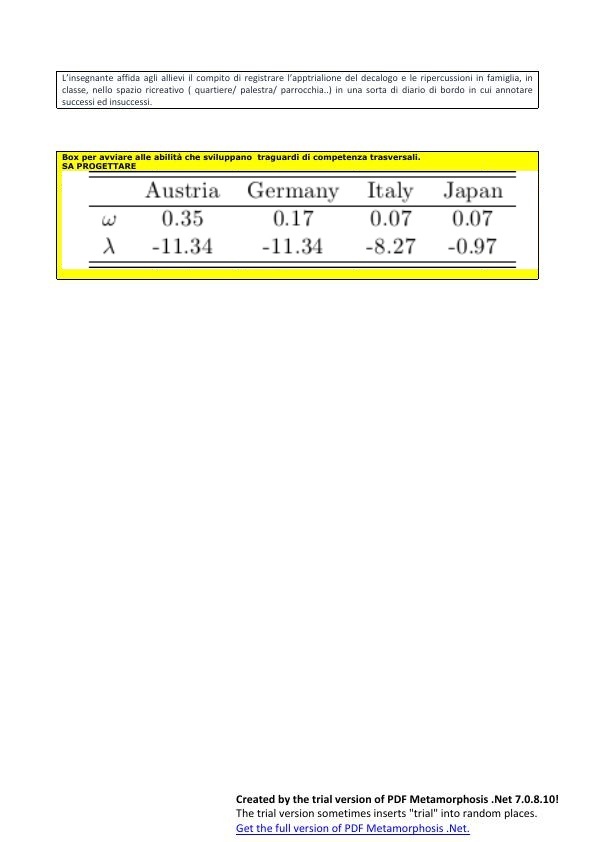 L’insegnante affida agli allievi il compito di registrare l’apptrialione del decalogo e le ripercussioni in famiglia, in
classe, nello spazio ricreativo ( quartiere/ palestra/ parrocchia..) in una sorta di diario di bordo in cui annotare
successi ed insuccessi.
Box per avviare alle abilità che sviluppano  traguardi di competenza trasversali.
SA PROGETTARE
Austria Germany Italy Japan
ω 0.35 0.17 0.07 0.07
λ -11.34 -11.34 -8.27 -0.97
Created by the trial version of PDF Metamorphosis .Net 7.0.8.10!
The trial version sometimes inserts "trial" into random places.
Get the full version of PDF Metamorphosis .Net.